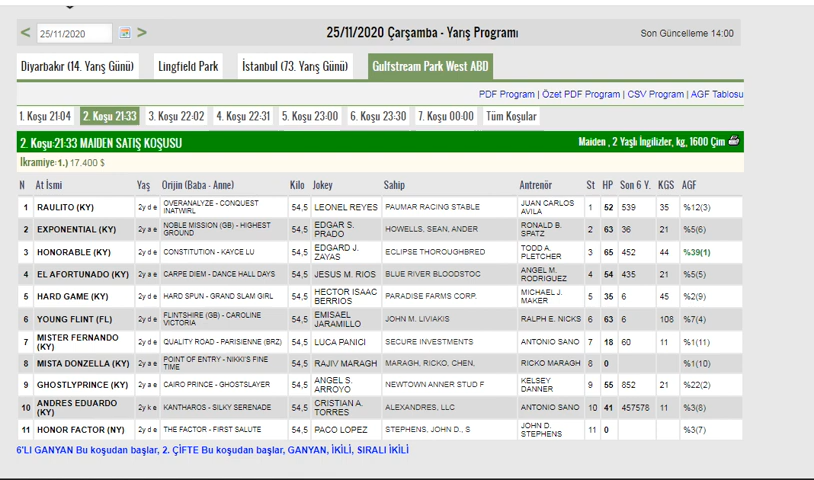 < 25/11/2020 > 25/11/2020 Çarşamba - Yarış Programı Son Güncelleme 14:00
Diyarbakır (14. Yarış Günü) Lingfield Park İstanbul (73. Yarış Günü) Gulfstream Park West ABD
PDF Program | Özet PDF Program | CSV Program | AGF Tablosu
1. Koşu 21:04 2. Koşu 21:33 3. Koşu 22:02 4. Koşu 22:31 5. Koşu 23:00 6. Koşu 23:30 7. Koşu 00:00 Tüm Koşular
2. Koşu:21:33 MAIDEN SATIŞ KOŞUSU Maiden , 2 Yaşlı İngilizler, kg, 1600 Çim
İkramiye: 1.) 17.400 $
N At İsmi Yaş Orijin (Baba - Anne) Kilo Jokey Sahip Antrenör St HP Son 6 Y. KGS AGF
1 RAULITO (KY) 2y d e OVERANALYZE - CONQUEST INATWIRL 54,5 LEONEL REYES PAUMAR RACING STABLE JUAN CARLOS AVILA 1 52 539 35 %12(3)
2 EXPONENTIAL (KY) 2y a e NOBLE MISSION (GB) - HIGHEST GROUND 54,5 EDGAR S. PRADO HOWELLS, SEAN, ANDER RONALD B. SPATZ 2 63 36 21 %5(6)
3 HONORABLE (KY) 2y d e CONSTITUTION - KAYCE LU 54,5 EDGARD J. ZAYAS ECLIPSE THOROUGHBRED TODD A. PLETCHER 3 65 452 44 %39(1)
4 EL AFORTUNADO (KY) 2y a e CARPE DIEM - DANCE HALL DAYS 54,5 JESUS M. RIOS BLUE RIVER BLOODSTOC ANGEL M. RODRIGUEZ 4 54 435 21 %5(5)
5 HARD GAME (KY) 2y d e HARD SPUN - GRAND SLAM GIRL 54,5 HECTOR ISAAC BERRIOS PARADISE FARMS CORP. MICHAEL J. MAKER 5 35 6 45 %2(9)
6 YOUNG FLINT (FL) 2y d e FLINTSHIRE (GB) - CAROLINE VICTORIA 54,5 EMISAEL JARAMILLO JOHN M. LIVIAKIS RALPH E. NICKS 6 63 6 108 %7(4)
7 MISTER FERNANDO (KY) 2y d e QUALITY ROAD - PARISIENNE (BRZ) 54,5 LUCA PANICI SECURE INVESTMENTS ANTONIO SANO 7 18 60 11 %1(11)
8 MISTA DONZELLA (KY) 2y a e POINT OF ENTRY - NIKKI'S FINE TIME 54,5 RAJIV MARAGH MARAGH, RICKO, CHEN, RICKO MARAGH 8 0 %1(10)
9 GHOSTLYPRINCE (KY) 2y a e CAIRO PRINCE - GHOSTSLAYER 54,5 ANGEL S. ARROYO NEWTOWN ANNER STUD F KELSEY DANNER 9 55 852 21 %22(2)
10 ANDRES EDUARDO (KY) 2y k e KANTHAROS - SILKY SERENADE 54,5 CRISTIAN A. TORRES ALEXANDRES, LLC ANTONIO SANO 10 41 457578 11 %3(8)
11 HONOR FACTOR (NY) 2y d e THE FACTOR - FIRST SALUTE 54,5 PACO LOPEZ STEPHENS, JOHN D., S JOHN D. STEPHENS 11 0 %3(7)
6'LI GANYAN Bu koşudan başlar, 2. ÇİFTE Bu koşudan başlar, GANYAN, İKİLİ, SIRALI İKİLİ